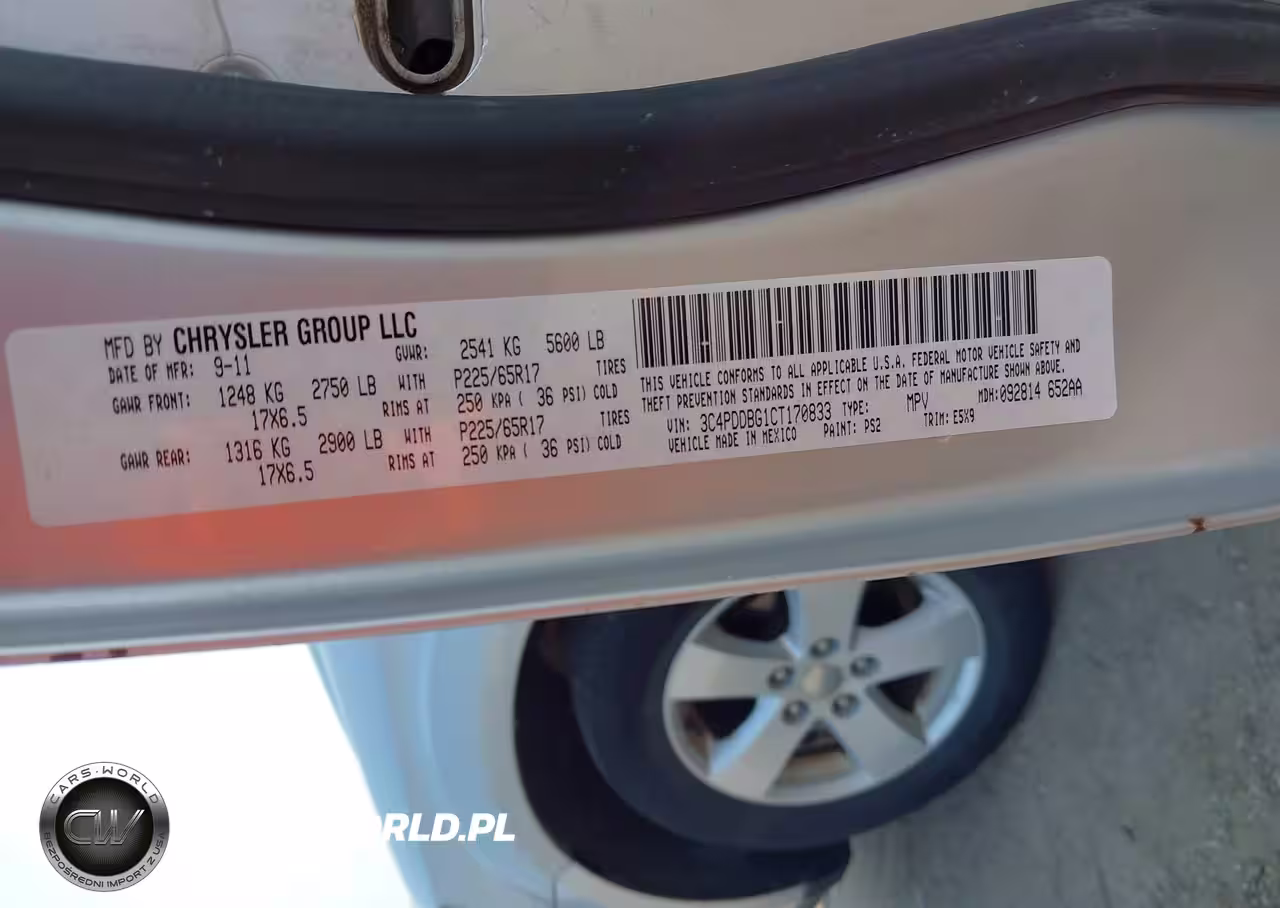 MFD BY CHRYSLER GROUP LLC
DATE OF MFR: 9-11 GVWR: 2541 KG 5600 LB
GAWR FRONT: 1248 KG 2750 LB WITH P225/65R17 TIRES
17X6.5 RIMS AT 250 KPA ( 36 PSI) COLD
GAWR REAR: 1316 KG 2900 LB WITH P225/65R17 TIRES
17X6.5 RIMS AT 250 KPA ( 36 PSI) COLD
THIS VEHICLE CONFORMS TO ALL APPLICABLE U.S.A. FEDERAL MOTOR VEHICLE SAFETY AND
THEFT PREVENTION STANDARDS IN EFFECT ON THE DATE OF MANUFACTURE SHOWN ABOVE.
VIN: 3C4PDDBG1CT170833 TYPE: MPV MDH:092814 652AA
VEHICLE MADE IN MEXICO PAINT: PS2 TRIM: E5X9
CARS-WORLD
CW
BEZPOŚREDNI IMPORT Z USA
ORLD.PL